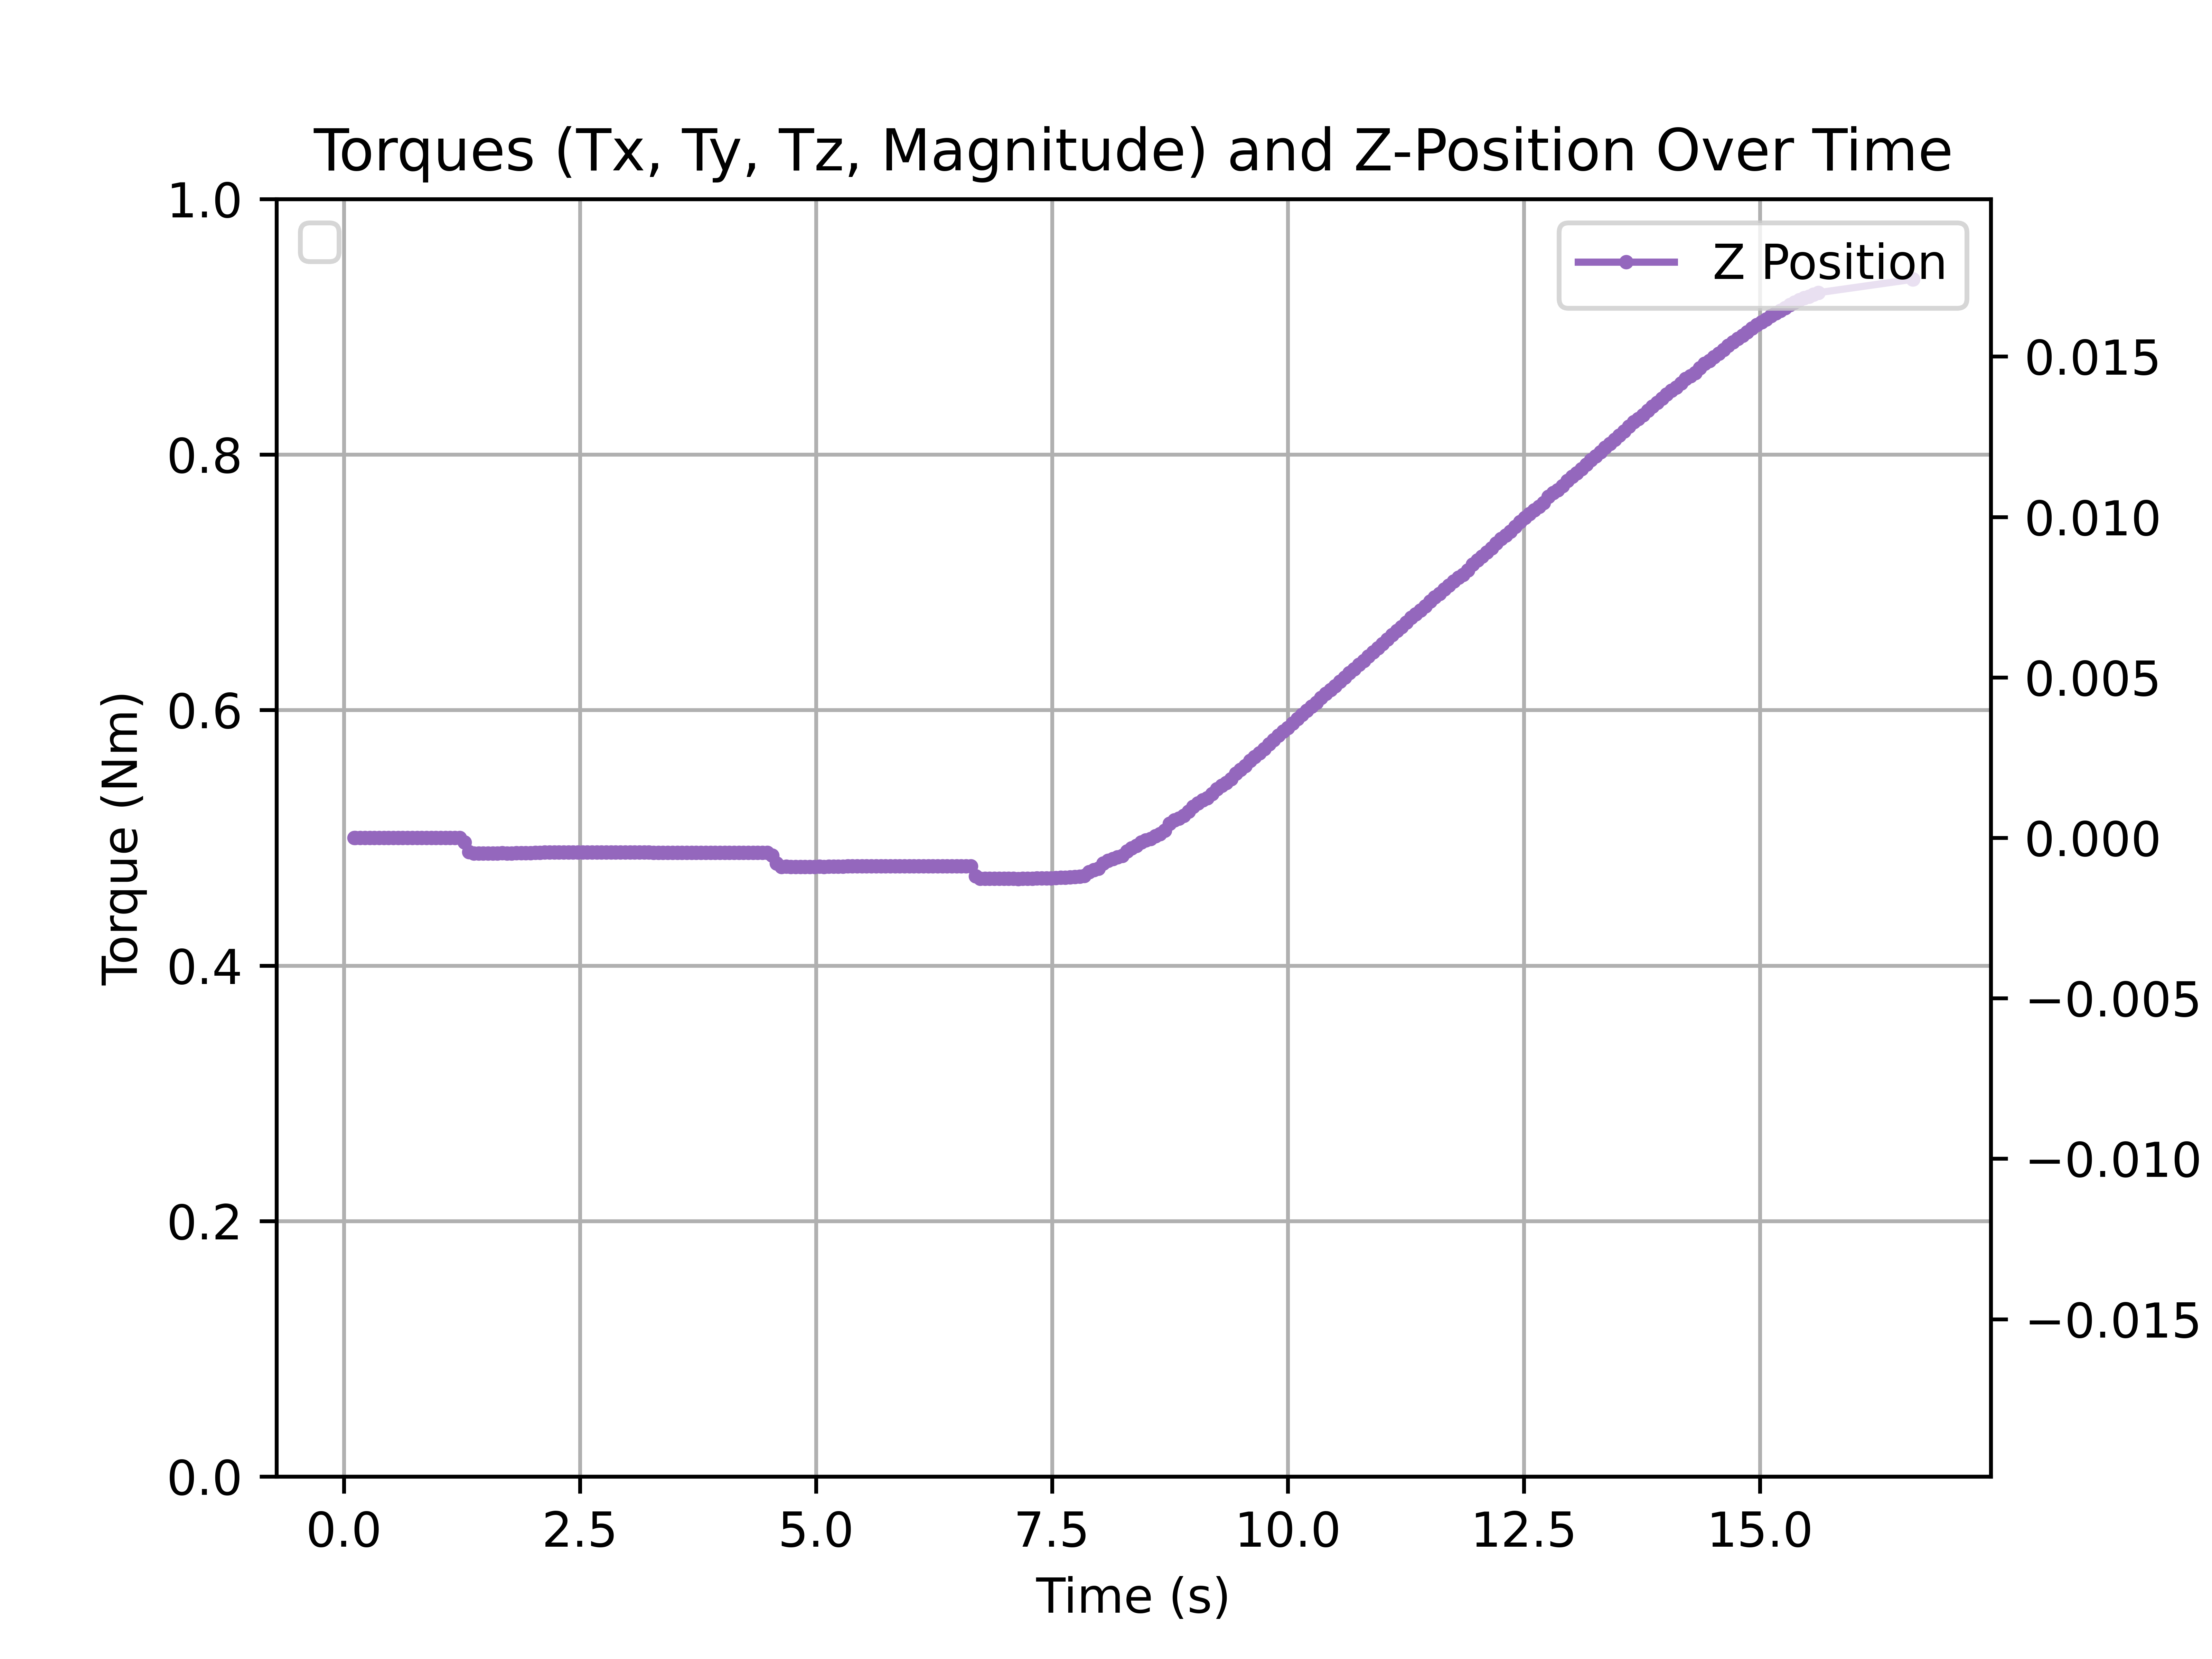 Torques (Tx, Ty, Tz, Magnitude) and Z-Position Over Time
Z Position
1.0
0.8
0.6
0.4
0.2
0.0
Torque (Nm)
0.015
0.010
0.005
0.000
−0.005
−0.010
−0.015
0.0 2.5 5.0 7.5 10.0 12.5 15.0
Time (s)